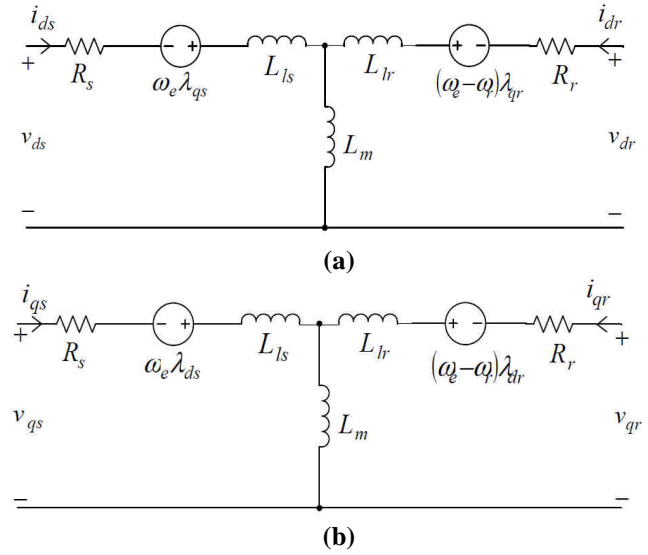 i_ds
i_dr
+ R_s − + L_ls L_lr + − R_r +
ω_e λ_qs (ω_e−ω_r)λ_qr
v_ds L_m v_dr
− −
(a)
i_qs
i_qr
+ R_s − + L_ls L_lr + − R_r +
ω_e λ_ds (ω_e−ω_r)λ_dr
v_qs L_m v_qr
− −
(b)